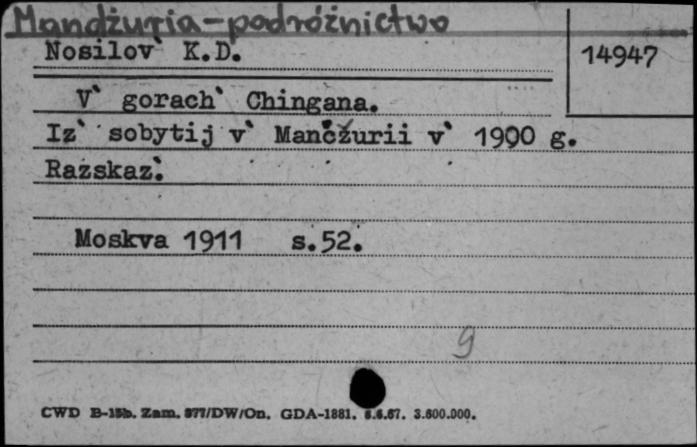 Mandżuria-podróżnictwo
Nosilov` K.D.
14947
V` gorach` Chingana.
Iz` sobytij v` Mančžurii v` 1900 g.
Razskaz`.
Moskva 1911 s.52.
9
CWD B-15b. Zam. 877/DW/On. GDA-1881. 6.6.67. 3.600.000.